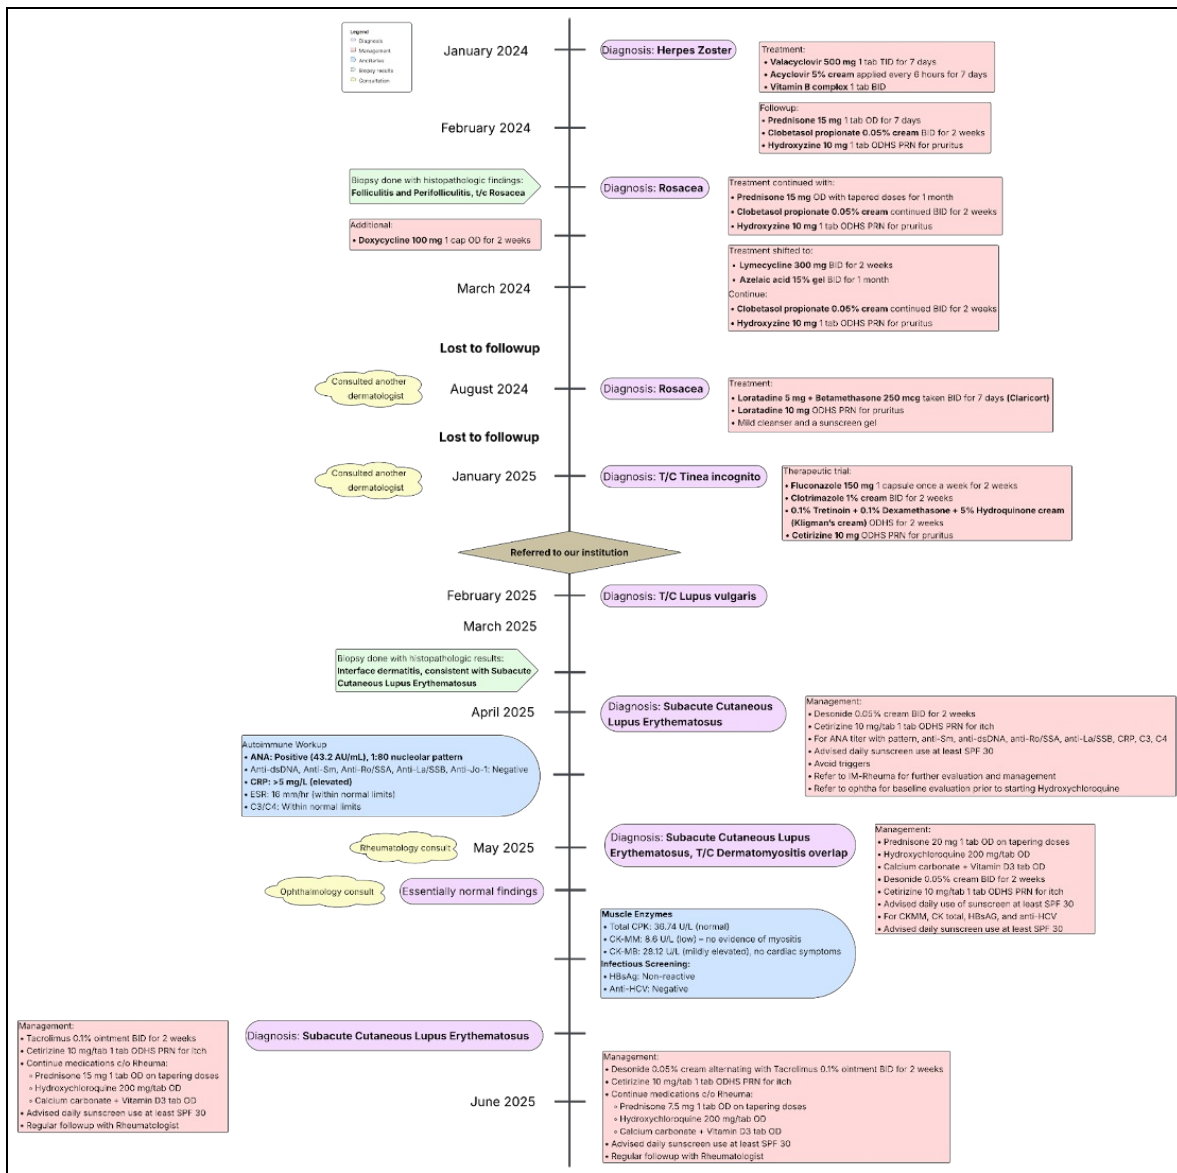 Legend
Diagnosis
Management
Ancillaries
Biopsy results
Consultation
January 2024
Diagnosis: Herpes Zoster
Treatment:
• Valacyclovir 500 mg 1 tab TID for 7 days
• Acyclovir 5% cream applied every 6 hours for 7 days
• Vitamin B complex 1 tab BID
February 2024
Followup:
• Prednisone 15 mg 1 tab OD for 7 days
• Clobetasol propionate 0.05% cream BID for 2 weeks
• Hydroxyzine 10 mg 1 tab ODHS PRN for pruritus
Biopsy done with histopathologic findings:
Folliculitis and Perifolliculitis, t/c Rosacea
Diagnosis: Rosacea
Treatment continued with:
• Prednisone 15 mg OD with tapered doses for 1 month
• Clobetasol propionate 0.05% cream continued BID for 2 weeks
• Hydroxyzine 10 mg 1 tab ODHS PRN for pruritus
Additional:
• Doxycycline 100 mg 1 cap OD for 2 weeks
March 2024
Treatment shifted to:
• Lymecycline 300 mg BID for 2 weeks
• Azelaic acid 15% gel BID for 1 month
Continue:
• Clobetasol propionate 0.05% cream continued BID for 2 weeks
• Hydroxyzine 10 mg 1 tab ODHS PRN for pruritus
Lost to followup
Consulted another
dermatologist
August 2024
Diagnosis: Rosacea
Treatment:
• Loratadine 5 mg + Betamethasone 250 mcg taken BID for 7 days (Claricort)
• Loratadine 10 mg ODHS PRN for pruritus
• Mild cleanser and a sunscreen gel
Lost to followup
Consulted another
dermatologist
January 2025
Diagnosis: T/C Tinea incognito
Therapeutic trial:
• Fluconazole 150 mg 1 capsule once a week for 2 weeks
• Clotrimazole 1% cream BID for 2 weeks
• 0.1% Tretinoin + 0.1% Dexamethasone + 5% Hydroquinone cream
(Kligman's cream) ODHS for 2 weeks
• Cetirizine 10 mg ODHS PRN for pruritus
Referred to our institution
February 2025
Diagnosis: T/C Lupus vulgaris
March 2025
Biopsy done with histopathologic results:
Interface dermatitis, consistent with Subacute
Cutaneous Lupus Erythematosus
April 2025
Diagnosis: Subacute Cutaneous
Lupus Erythematosus
Management:
• Desonide 0.05% cream BID for 2 weeks
• Cetirizine 10 mg/tab 1 tab ODHS PRN for itch
• For ANA titer with pattern, anti-Sm, anti-dsDNA, anti-Ro/SSA, anti-La/SSB, CRP, C3, C4
• Advised daily sunscreen use at least SPF 30
• Avoid triggers
• Refer to IM-Rheuma for further evaluation and management
• Refer to ophtha for baseline evaluation prior to starting Hydroxychloroquine
Autoimmune Workup
• ANA: Positive (43.2 AU/mL), 1:80 nucleolar pattern
• Anti-dsDNA, Anti-Sm, Anti-Ro/SSA, Anti-La/SSB, Anti-Jo-1: Negative
• CRP: >5 mg/L (elevated)
• ESR: 16 mm/hr (within normal limits)
• C3/C4: Within normal limits
Rheumatology consult
May 2025
Diagnosis: Subacute Cutaneous Lupus
Erythematosus, T/C Dermatomyositis overlap
Management:
• Prednisone 20 mg 1 tab OD on tapering doses
• Hydroxychloroquine 200 mg/tab OD
• Calcium carbonate + Vitamin D3 tab OD
• Desonide 0.05% cream BID for 2 weeks
• Cetirizine 10 mg/tab 1 tab ODHS PRN for itch
• Advised daily use of sunscreen at least SPF 30
• For CKMM, CK total, HBsAG, and anti-HCV
• Advised daily sunscreen use at least SPF 30
Ophthalmology consult
Essentially normal findings
Muscle Enzymes
• Total CPK: 36.74 U/L (normal)
• CK-MM: 8.6 U/L (low) – no evidence of myositis
• CK-MB: 28.12 U/L (mildly elevated), no cardiac symptoms
Infectious Screening:
• HBsAg: Non-reactive
• Anti-HCV: Negative
Diagnosis: Subacute Cutaneous Lupus Erythematosus
Management:
• Tacrolimus 0.1% ointment BID for 2 weeks
• Cetirizine 10 mg/tab 1 tab ODHS PRN for itch
• Continue medications c/o Rheuma:
◦ Prednisone 15 mg 1 tab OD on tapering doses
◦ Hydroxychloroquine 200 mg/tab OD
◦ Calcium carbonate + Vitamin D3 tab OD
• Advised daily sunscreen use at least SPF 30
• Regular followup with Rheumatologist
June 2025
Management:
• Desonide 0.05% cream alternating with Tacrolimus 0.1% ointment BID for 2 weeks
• Cetirizine 10 mg/tab 1 tab ODHS PRN for itch
• Continue medications c/o Rheuma:
◦ Prednisone 7.5 mg 1 tab OD on tapering doses
◦ Hydroxychloroquine 200 mg/tab OD
◦ Calcium carbonate + Vitamin D3 tab OD
• Advised daily sunscreen use at least SPF 30
• Regular followup with Rheumatologist